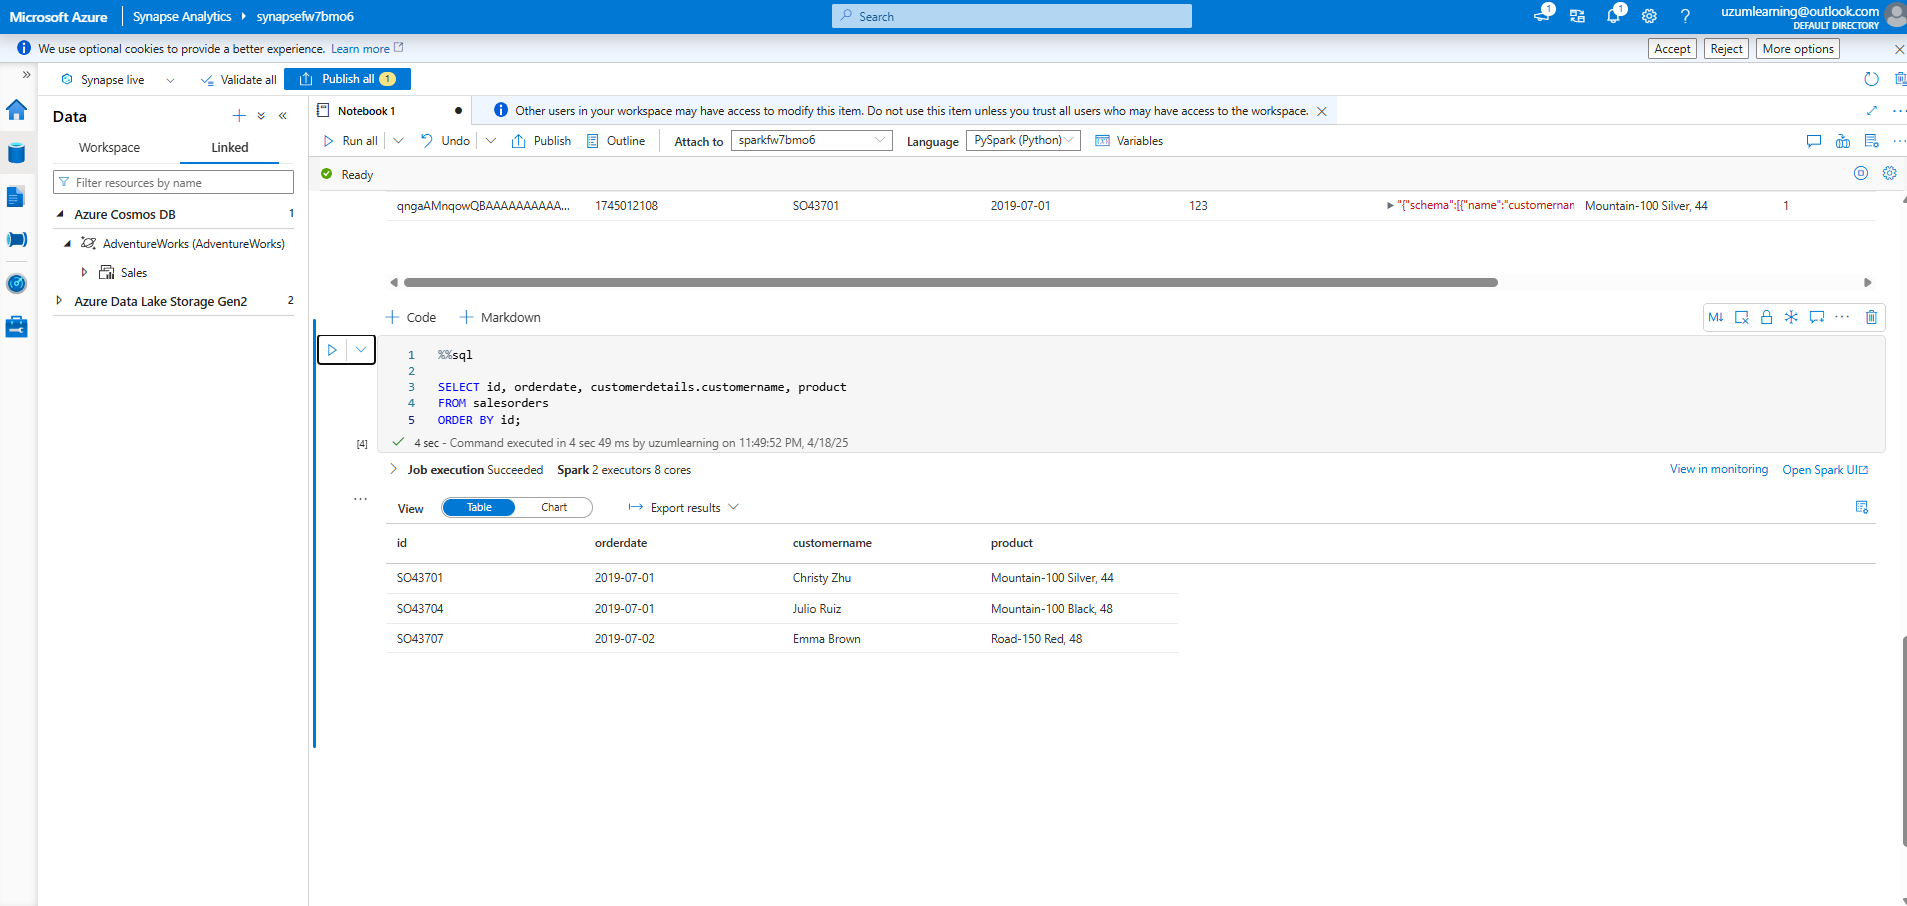 Microsoft Azure Synapse Analytics synapsefw7bmo6 Search 1 1 ? uzumlearning@outlook.com
DEFAULT DIRECTORY
We use optional cookies to provide a better experience. Learn more Accept Reject More options
Synapse live Validate all Publish all 1
Data
Notebook 1 Other users in your workspace may have access to modify this item. Do not use this item unless you trust all users who may have access to the workspace.
Workspace Linked
Run all Undo Publish Outline Attach to sparkfw7bmo6 Language PySpark (Python) Variables
Filter resources by name
Ready
Azure Cosmos DB 1
AdventureWorks (AdventureWorks)
Sales
Azure Data Lake Storage Gen2 2
qngaAMnqowQBAAAAAAAAAA... 1745012108 SO43701 2019-07-01 123 "{"schema":[{"name":"customernan Mountain-100 Silver, 44 1
Code Markdown
M↓
1 %%sql
2
3 SELECT id, orderdate, customerdetails.customername, product
4 FROM salesorders
5 ORDER BY id;
[4] 4 sec - Command executed in 4 sec 49 ms by uzumlearning on 11:49:52 PM, 4/18/25
Job execution Succeeded Spark 2 executors 8 cores View in monitoring Open Spark UI
View Table Chart Export results
id orderdate customername product
SO43701 2019-07-01 Christy Zhu Mountain-100 Silver, 44
SO43704 2019-07-01 Julio Ruiz Mountain-100 Black, 48
SO43707 2019-07-02 Emma Brown Road-150 Red, 48